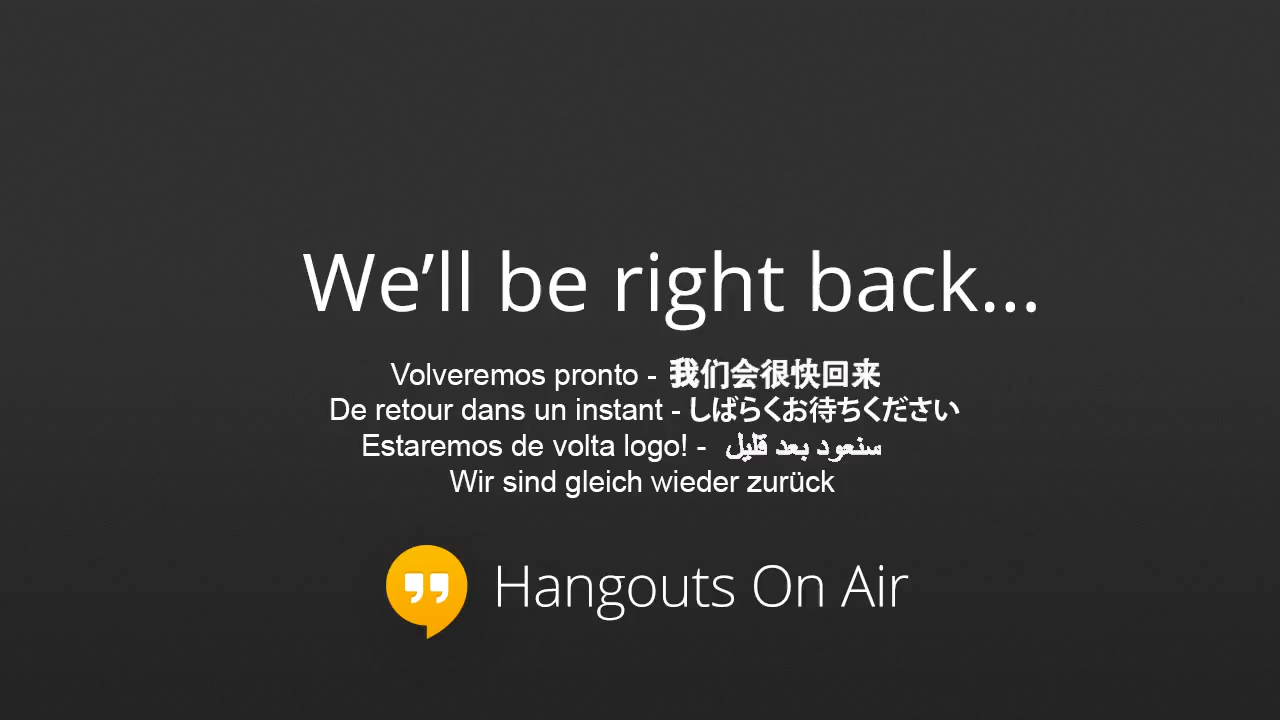 We’ll be right back...
Volveremos pronto - 我们会很快回来
De retour dans un instant - しばらくお待ちください
Estaremos de volta logo! - سنعود بعد قليل
Wir sind gleich wieder zurück
Hangouts On Air